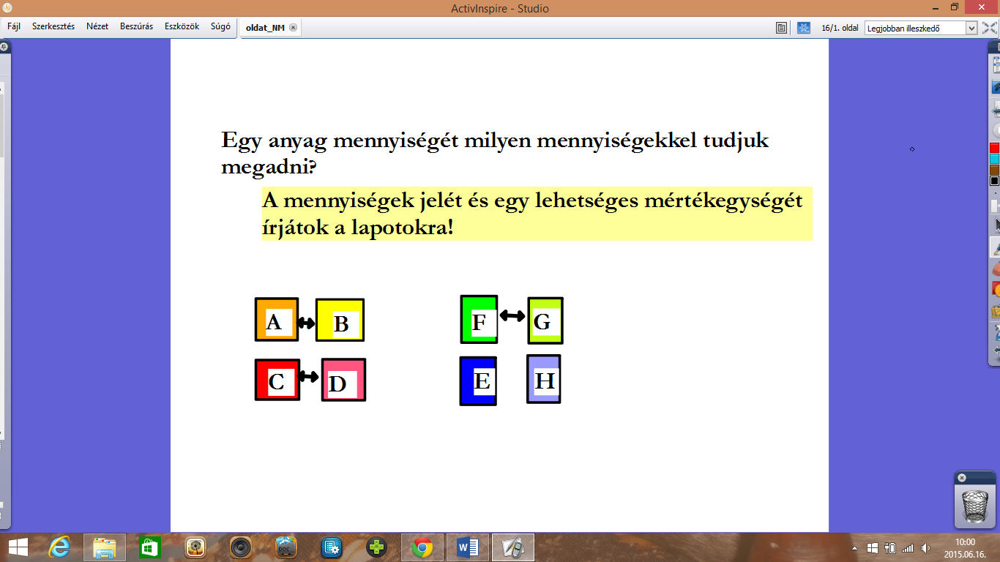 ActivInspire - Studio
Fájl Szerkesztés Nézet Beszúrás Eszközök Súgó oldat_NM 16/1. oldal Legjobban illeszkedő
Egy anyag mennyiségét milyen mennyiségekkel tudjuk
megadni?
A mennyiségek jelét és egy lehetséges mértékegységét
írjátok a lapotokra!
A B F G
C D E H
DOC
10:00
2015.06.16.